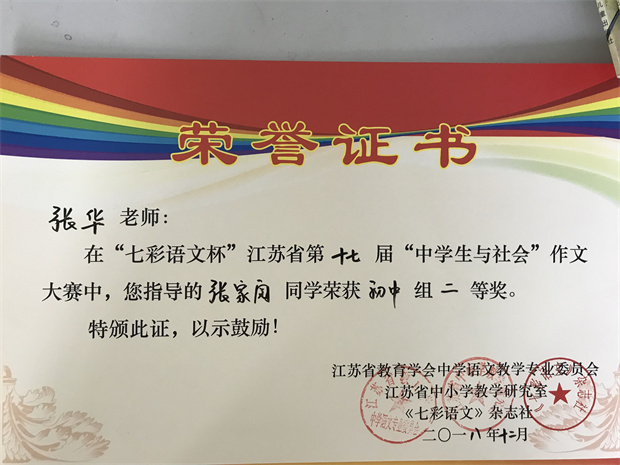 荣誉证书
张华 老师：
在“七彩语文杯”江苏省第 十七 届“中学生与社会”作文
大赛中，您指导的 张家闵 同学荣获 初中 组 二 等奖。
特颁此证，以示鼓励！
江苏省教育学会中学语文教学专业委员会
江苏省中小学教学研究室
《七彩语文》杂志社
二〇一八年十二月